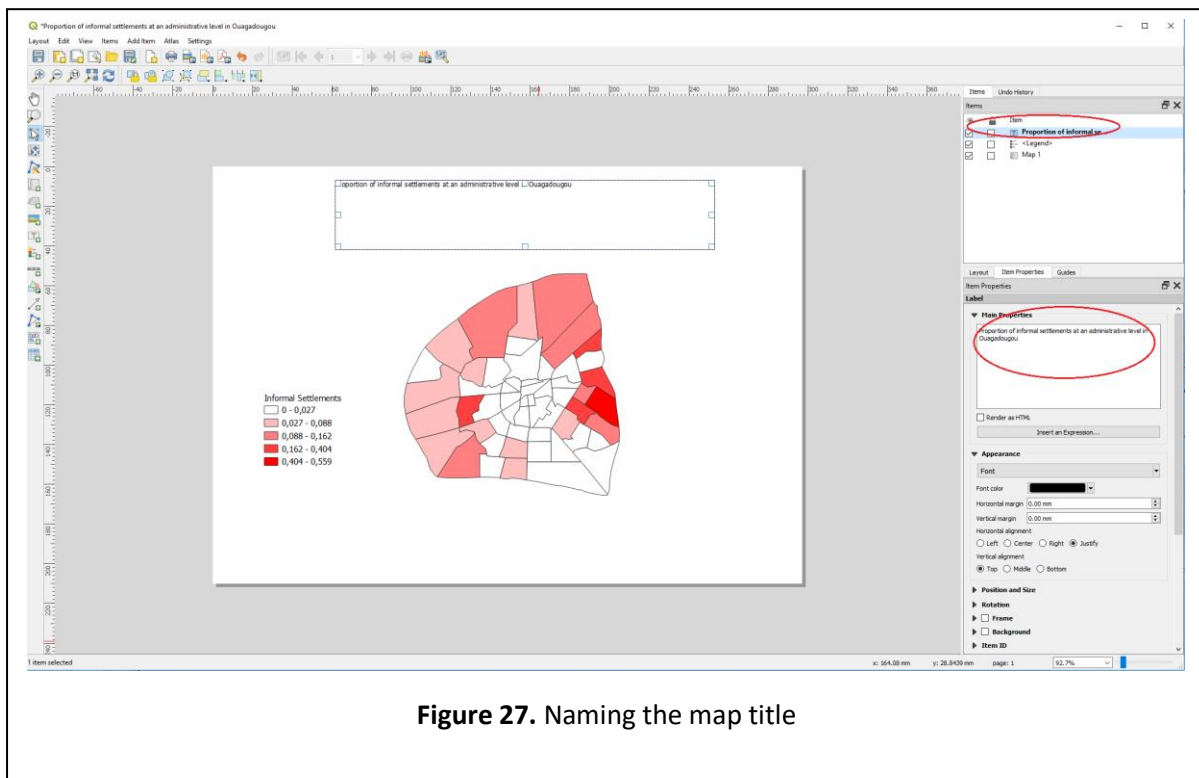 *Proportion of informal settlements at an administrative level in Ouagadougou
Layout Edit View Items Add Item Atlas Settings
Items Undo History
Items
Item
Proportion of informal se...
<Legend>
Map 1
oportion of informal settlements at an administrative level Ouagadougou
Layout Item Properties Guides
Item Properties
Label
Main Properties
Proportion of informal settlements at an administrative level in
Ouagadougou
Render as HTML
Insert an Expression...
Appearance
Font
Font color
Horizontal margin 0.00 mm
Vertical margin 0.00 mm
Horizontal alignment
Left Center Right Justify
Vertical alignment
Top Middle Bottom
Position and Size
Rotation
Frame
Background
Item ID
Informal Settlements
0 - 0,027
0,027 - 0,088
0,088 - 0,162
0,162 - 0,404
0,404 - 0,559
1 item selected
x: 164.08 mm y: 28.8439 mm page: 1 92.7%
Figure 27. Naming the map title